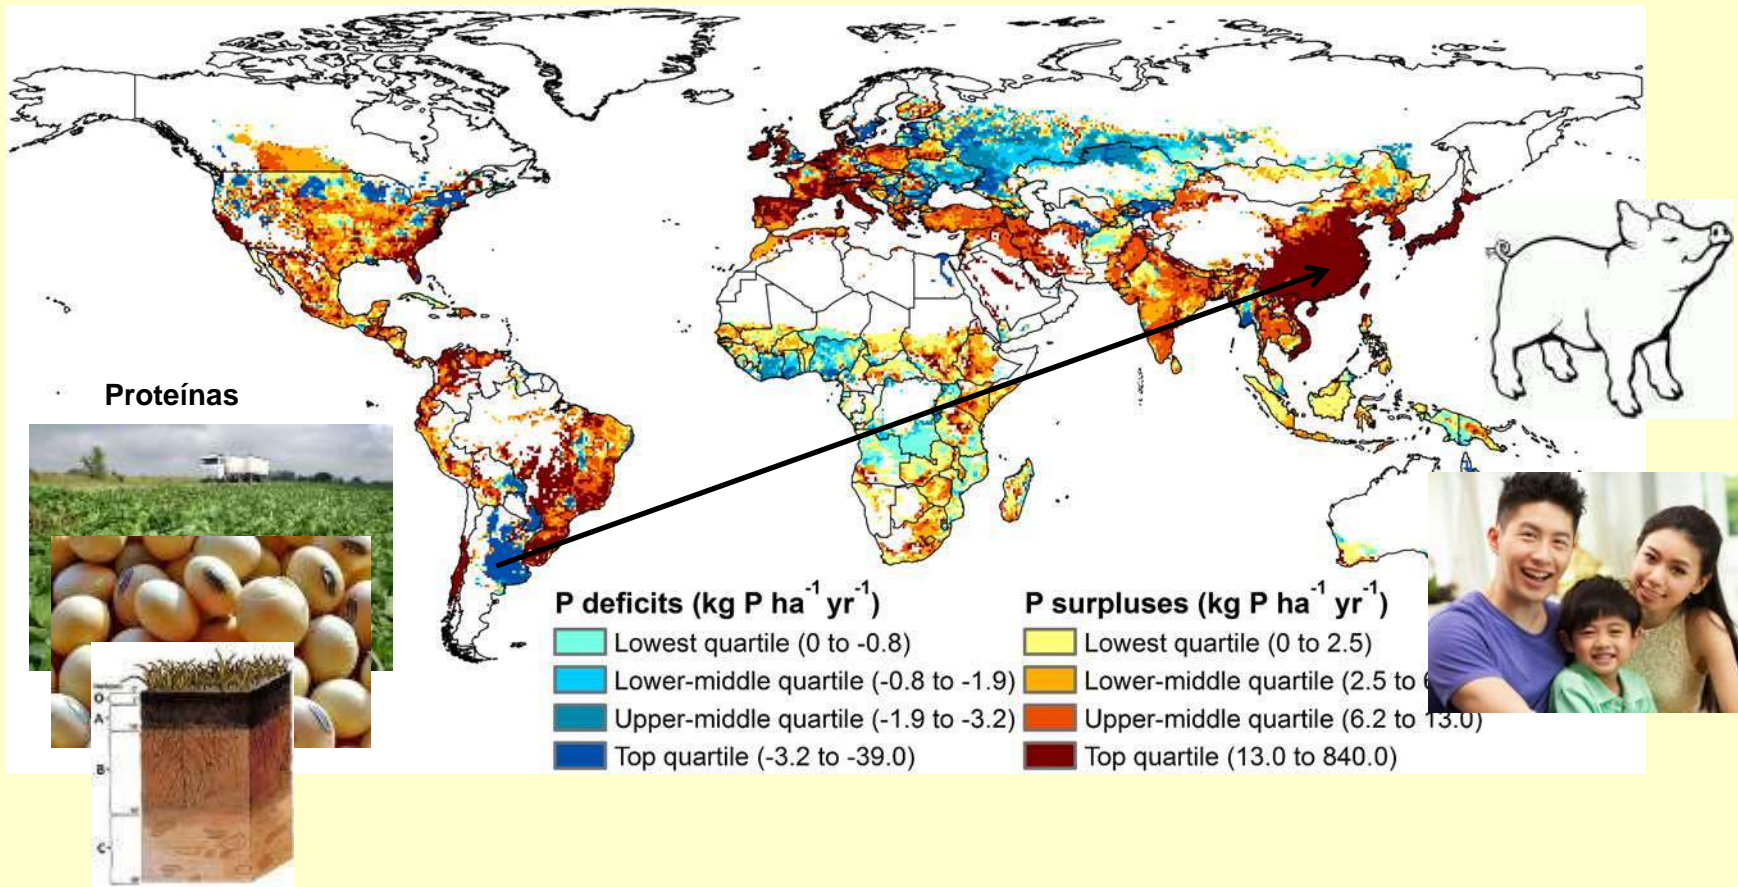 Proteínas
P deficits (kg P ha-1 yr-1)
Lowest quartile (0 to -0.8)
Lower-middle quartile (-0.8 to -1.9)
Upper-middle quartile (-1.9 to -3.2)
Top quartile (-3.2 to -39.0)
P surpluses (kg P ha-1 yr-1)
Lowest quartile (0 to 2.5)
Lower-middle quartile (2.5 to
Upper-middle quartile (6.2 to 13.0)
Top quartile (13.0 to 840.0)
O
A
B
C